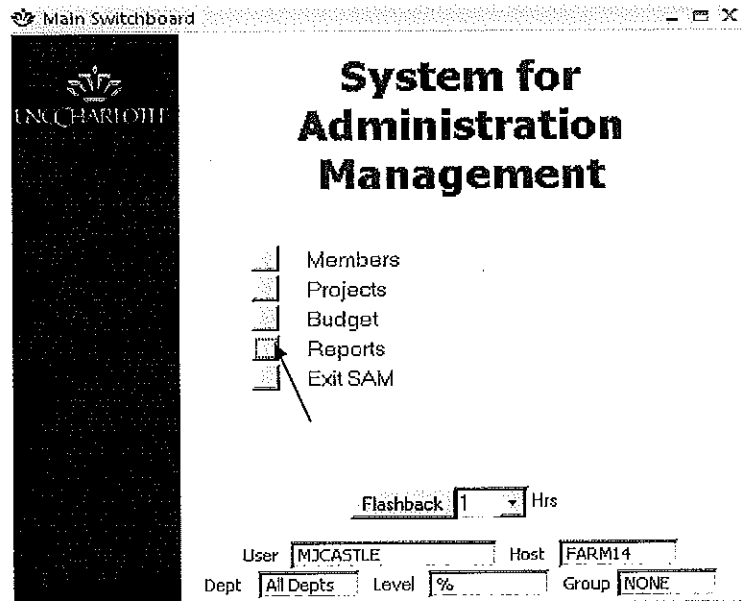 Main Switchboard
UNC CHARLOTTE
System for
Administration
Management
Members
Projects
Budget
Reports
Exit SAM
Flashback 1 Hrs
User MJCASTLE Host FARM14
Dept All Depts Level % Group NONE